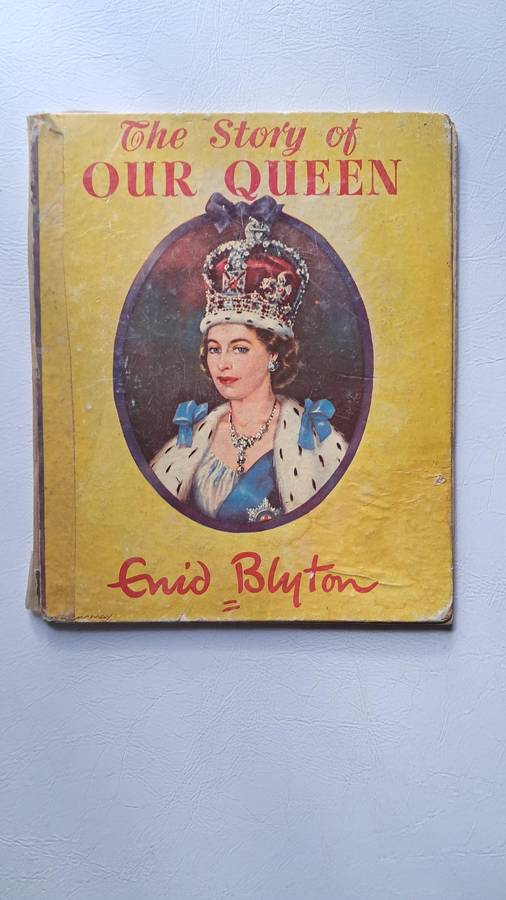 The Story of
OUR QUEEN
Enid Blyton